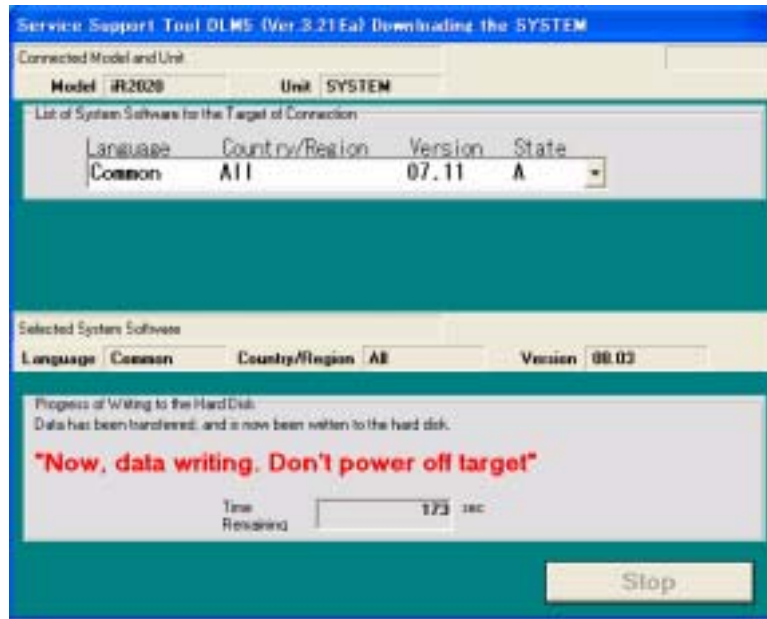 Service Support Tool DLMS (Ver.3.21Ea) Downloading the SYSTEM
Connected Model and Unit
Model iR2020 Unit SYSTEM
List of System Software for the Target of Connection
Language Country/Region Version State
Common All 07.11 A
Selected System Software
Language Common Country/Region All Version 08.03
Progress of Writing to the Hard Disk
Data has been transferred, and is now been written to the hard disk.
"Now, data writing. Don't power off target"
Time
Remaining 173 sec
Stop